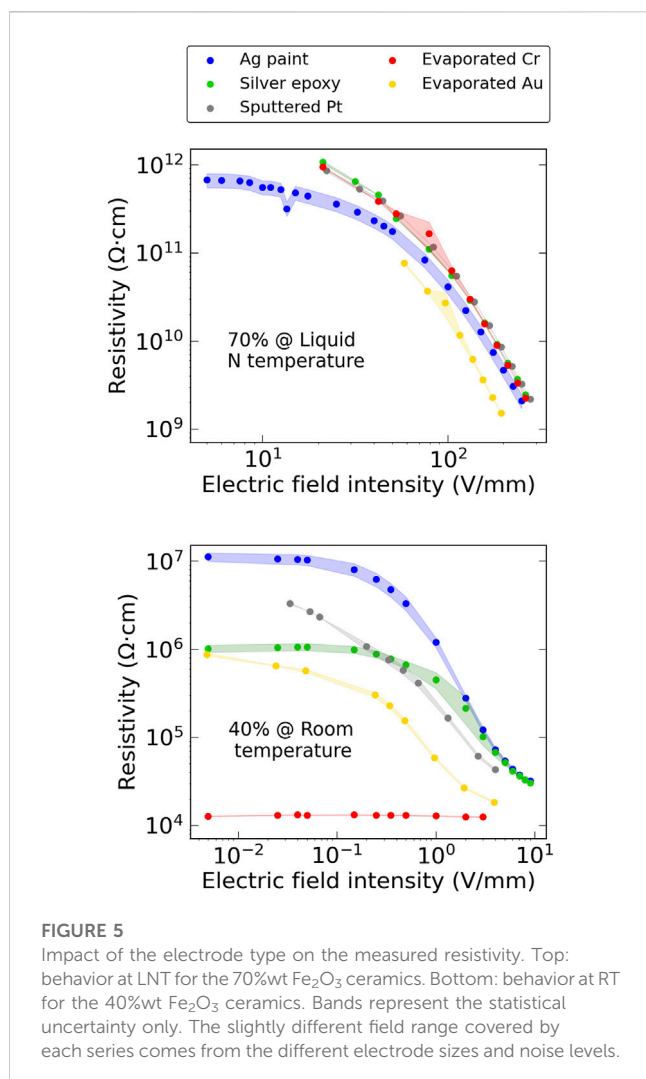 Ag paint
Silver epoxy
Sputtered Pt
Evaporated Cr
Evaporated Au
10¹²
10¹¹
10¹⁰
10⁹
Resistivity (Ω·cm)
70% @ Liquid
N temperature
10¹
10²
Electric field intensity (V/mm)
10⁷
10⁶
10⁵
10⁴
Resistivity (Ω·cm)
40% @ Room
temperature
10⁻²
10⁻¹
10⁰
10¹
Electric field intensity (V/mm)
FIGURE 5
Impact of the electrode type on the measured resistivity. Top:
behavior at LNT for the 70%wt Fe₂O₃ ceramics. Bottom: behavior at RT
for the 40%wt Fe₂O₃ ceramics. Bands represent the statistical
uncertainty only. The slightly different field range covered by
each series comes from the different electrode sizes and noise levels.